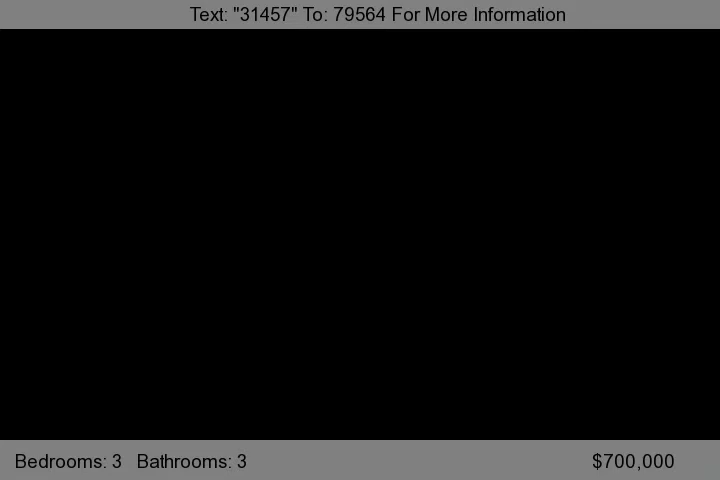 Text: "31457" To: 79564 For More Information
Bedrooms: 3 Bathrooms: 3 $700,000